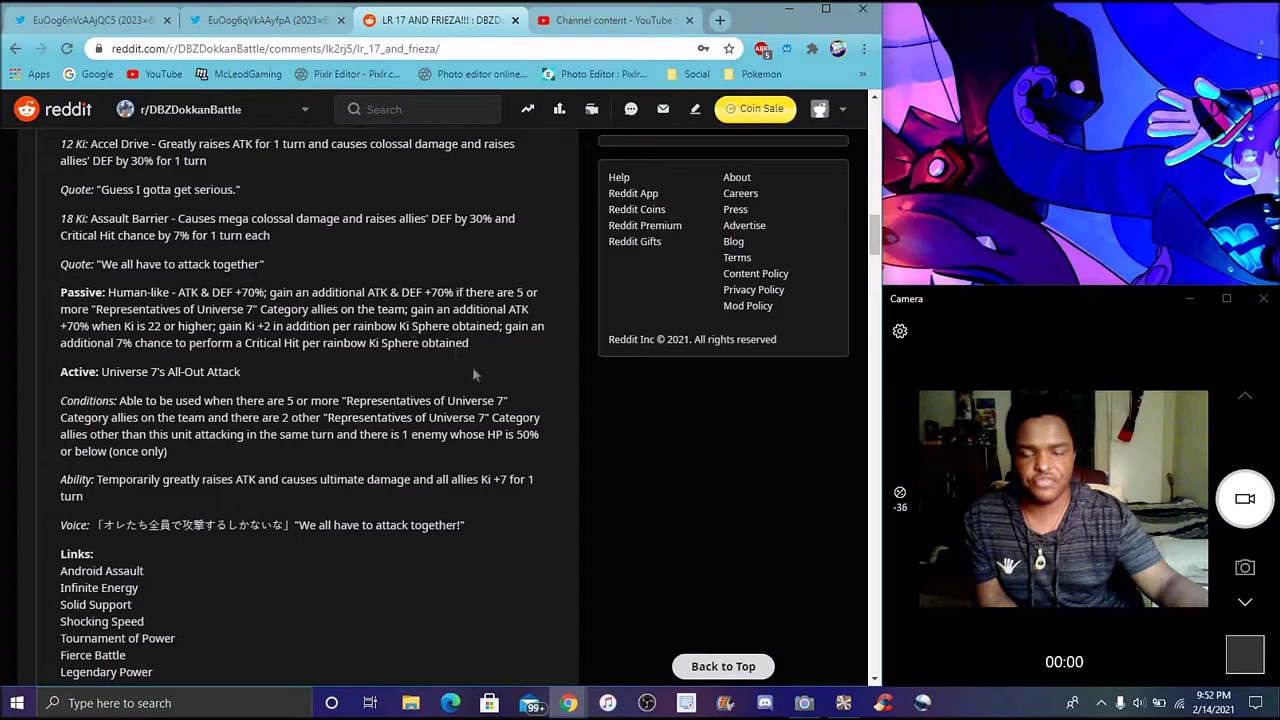 EuOog6nVcAAjQC5 (2023×6
EuOog6qVkAAyfpA (2023×6
LR 17 AND FRIEZA!!! : DBZDo
Channel content - YouTube S
reddit.com/r/DBZDokkanBattle/comments/lk2rj5/lr_17_and_frieza/
ABP
5
Apps
Google
YouTube
McLeodGaming
Pixlr Editor - Pixlr.c...
Photo editor online...
Photo Editor : Pixlr...
Social
Pokemon
»
reddit
r/DBZDokkanBattle
Search
Coin Sale
12 Ki: Accel Drive - Greatly raises ATK for 1 turn and causes colossal damage and raises
allies' DEF by 30% for 1 turn
Quote: "Guess I gotta get serious."
18 Ki: Assault Barrier - Causes mega colossal damage and raises allies' DEF by 30% and
Critical Hit chance by 7% for 1 turn each
Quote: "We all have to attack together"
Passive: Human-like - ATK & DEF +70%; gain an additional ATK & DEF +70% if there are 5 or
more "Representatives of Universe 7" Category allies on the team; gain an additional ATK
+70% when Ki is 22 or higher; gain Ki +2 in addition per rainbow Ki Sphere obtained; gain an
additional 7% chance to perform a Critical Hit per rainbow Ki Sphere obtained
Active: Universe 7's All-Out Attack
Conditions: Able to be used when there are 5 or more "Representatives of Universe 7"
Category allies on the team and there are 2 other "Representatives of Universe 7" Category
allies other than this unit attacking in the same turn and there is 1 enemy whose HP is 50%
or below (once only)
Ability: Temporarily greatly raises ATK and causes ultimate damage and all allies Ki +7 for 1
turn
Voice: 「オレたち全員で攻撃するしかないな」"We all have to attack together!"
Links:
Android Assault
Infinite Energy
Solid Support
Shocking Speed
Tournament of Power
Fierce Battle
Legendary Power
Help
About
Reddit App
Careers
Reddit Coins
Press
Reddit Premium
Advertise
Reddit Gifts
Blog
Terms
Content Policy
Privacy Policy
Mod Policy
Reddit Inc © 2021. All rights reserved
Back to Top
Camera
-36
00:00
Type here to search
99+
9:52 PM
2/14/2021